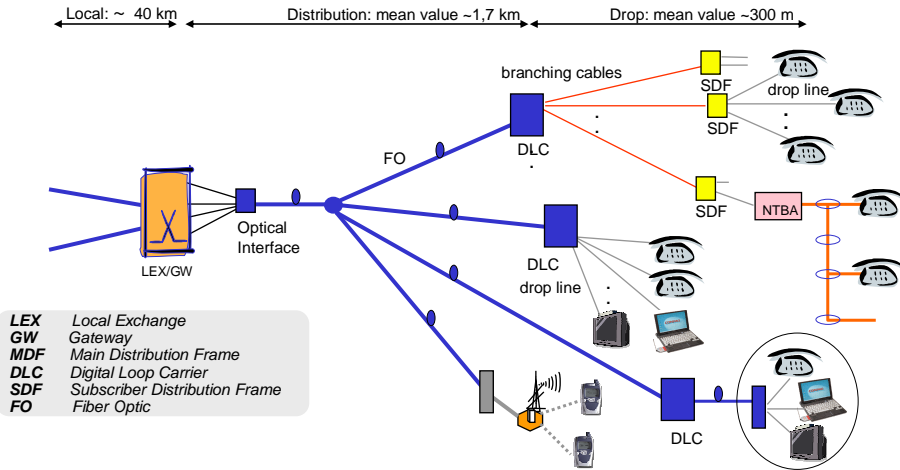 Local: ~ 40 km
Distribution: mean value ~1,7 km
Drop: mean value ~300 m
branching cables
SDF
drop line
SDF
DLC
FO
SDF
NTBA
Optical
Interface
LEX/GW
DLC
drop line
DLC
LEX Local Exchange
GW Gateway
MDF Main Distribution Frame
DLC Digital Loop Carrier
SDF Subscriber Distribution Frame
FO Fiber Optic